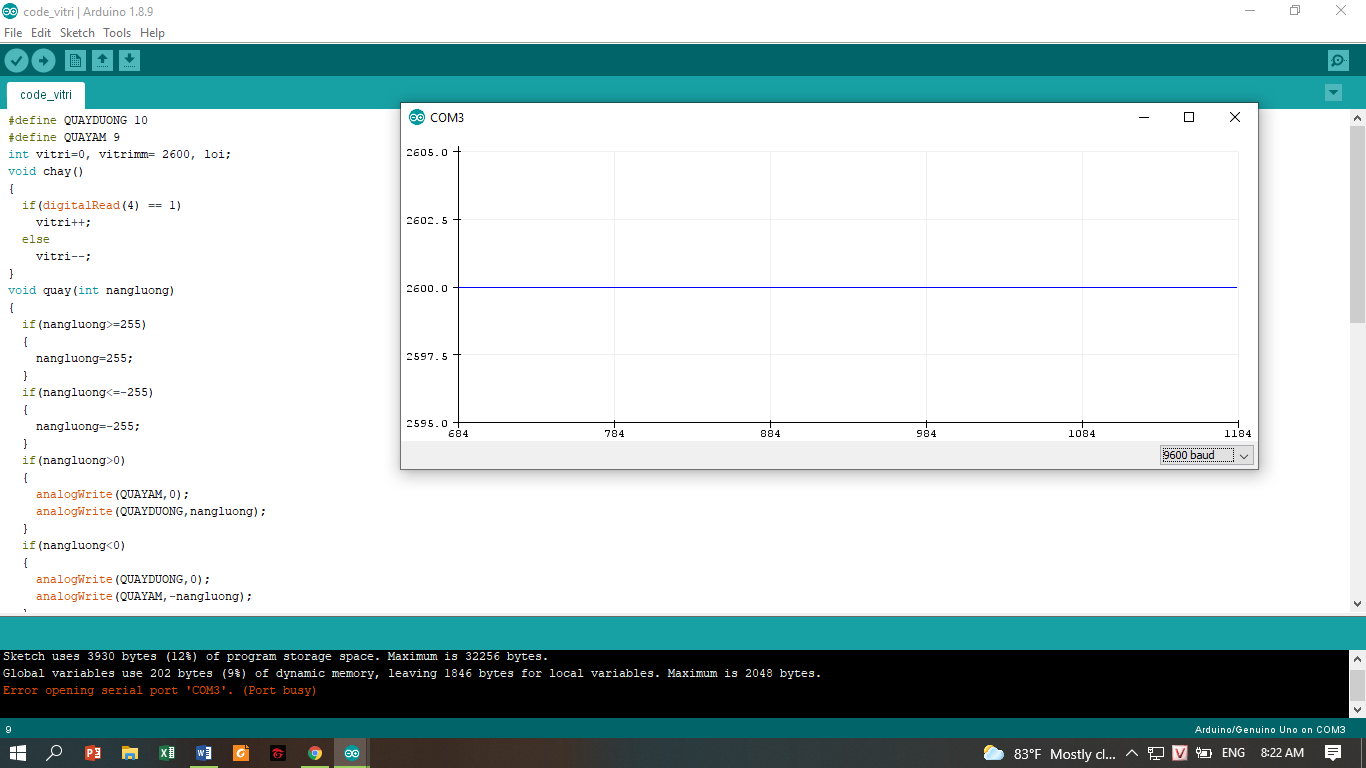 code_vitri | Arduino 1.8.9
File Edit Sketch Tools Help
code_vitri
#define QUAYDUONG 10
#define QUAYAM 9
int vitri=0, vitrimm= 2600, loi;
void chay()
{
if(digitalRead(4) == 1)
vitri++;
else
vitri--;
}
void quay(int nangluong)
{
if(nangluong>=255)
{
nangluong=255;
}
if(nangluong<=-255)
{
nangluong=-255;
}
if(nangluong>0)
{
analogWrite(QUAYAM,0);
analogWrite(QUAYDUONG,nangluong);
}
if(nangluong<0)
{
analogWrite(QUAYDUONG,0);
analogWrite(QUAYAM,-nangluong);
COM3
2605.0
2602.5
2600.0
2597.5
2595.0
684 784 884 984 1084 1184
9600 baud
Sketch uses 3930 bytes (12%) of program storage space. Maximum is 32256 bytes.
Global variables use 202 bytes (9%) of dynamic memory, leaving 1846 bytes for local variables. Maximum is 2048 bytes.
Error opening serial port 'COM3'. (Port busy)
9 Arduino/Genuino Uno on COM3
83°F Mostly cl... ENG 8:22 AM